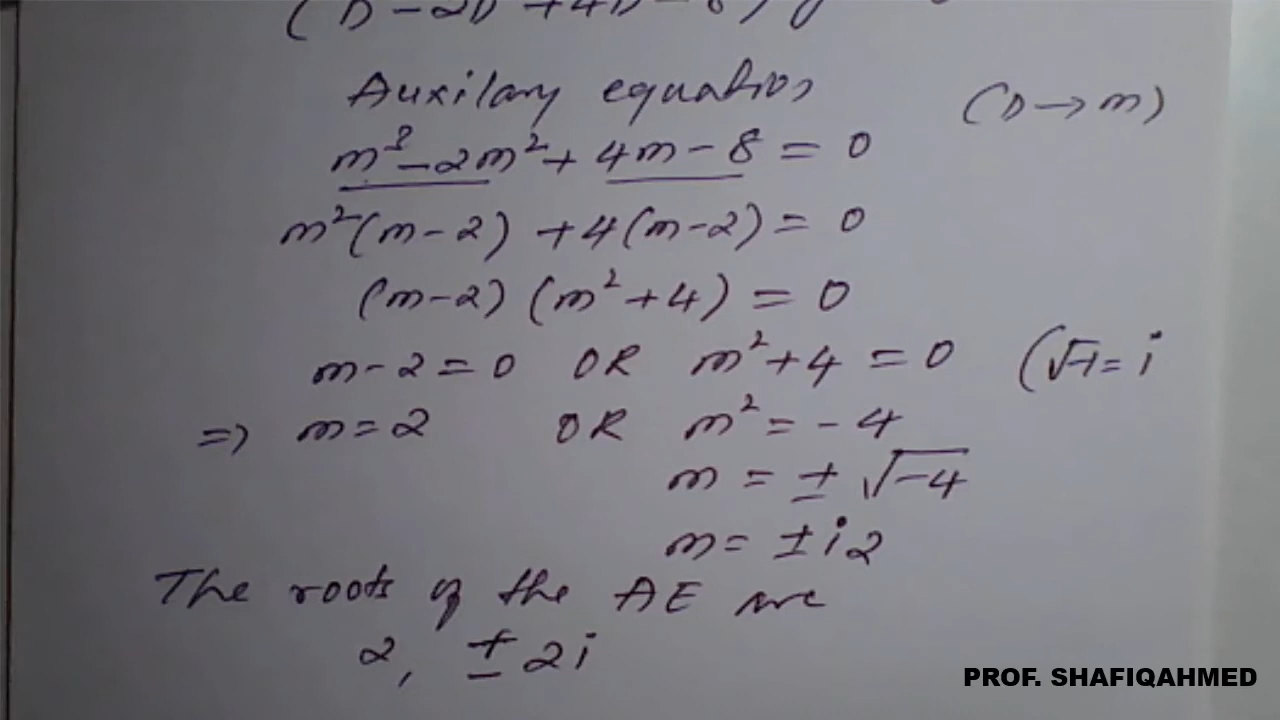 Auxilary equation
(D → m)
m³ - 2m² + 4m - 8 = 0
m²(m-2) + 4(m-2) = 0
(m-2) (m²+4) = 0
m-2 = 0 OR m²+4 = 0 (√-1 = i
⇒ m = 2 OR m² = -4
m = ± √-4
m = ± i2
The roots of the AE are
2, ± 2i
PROF. SHAFIQAHMED